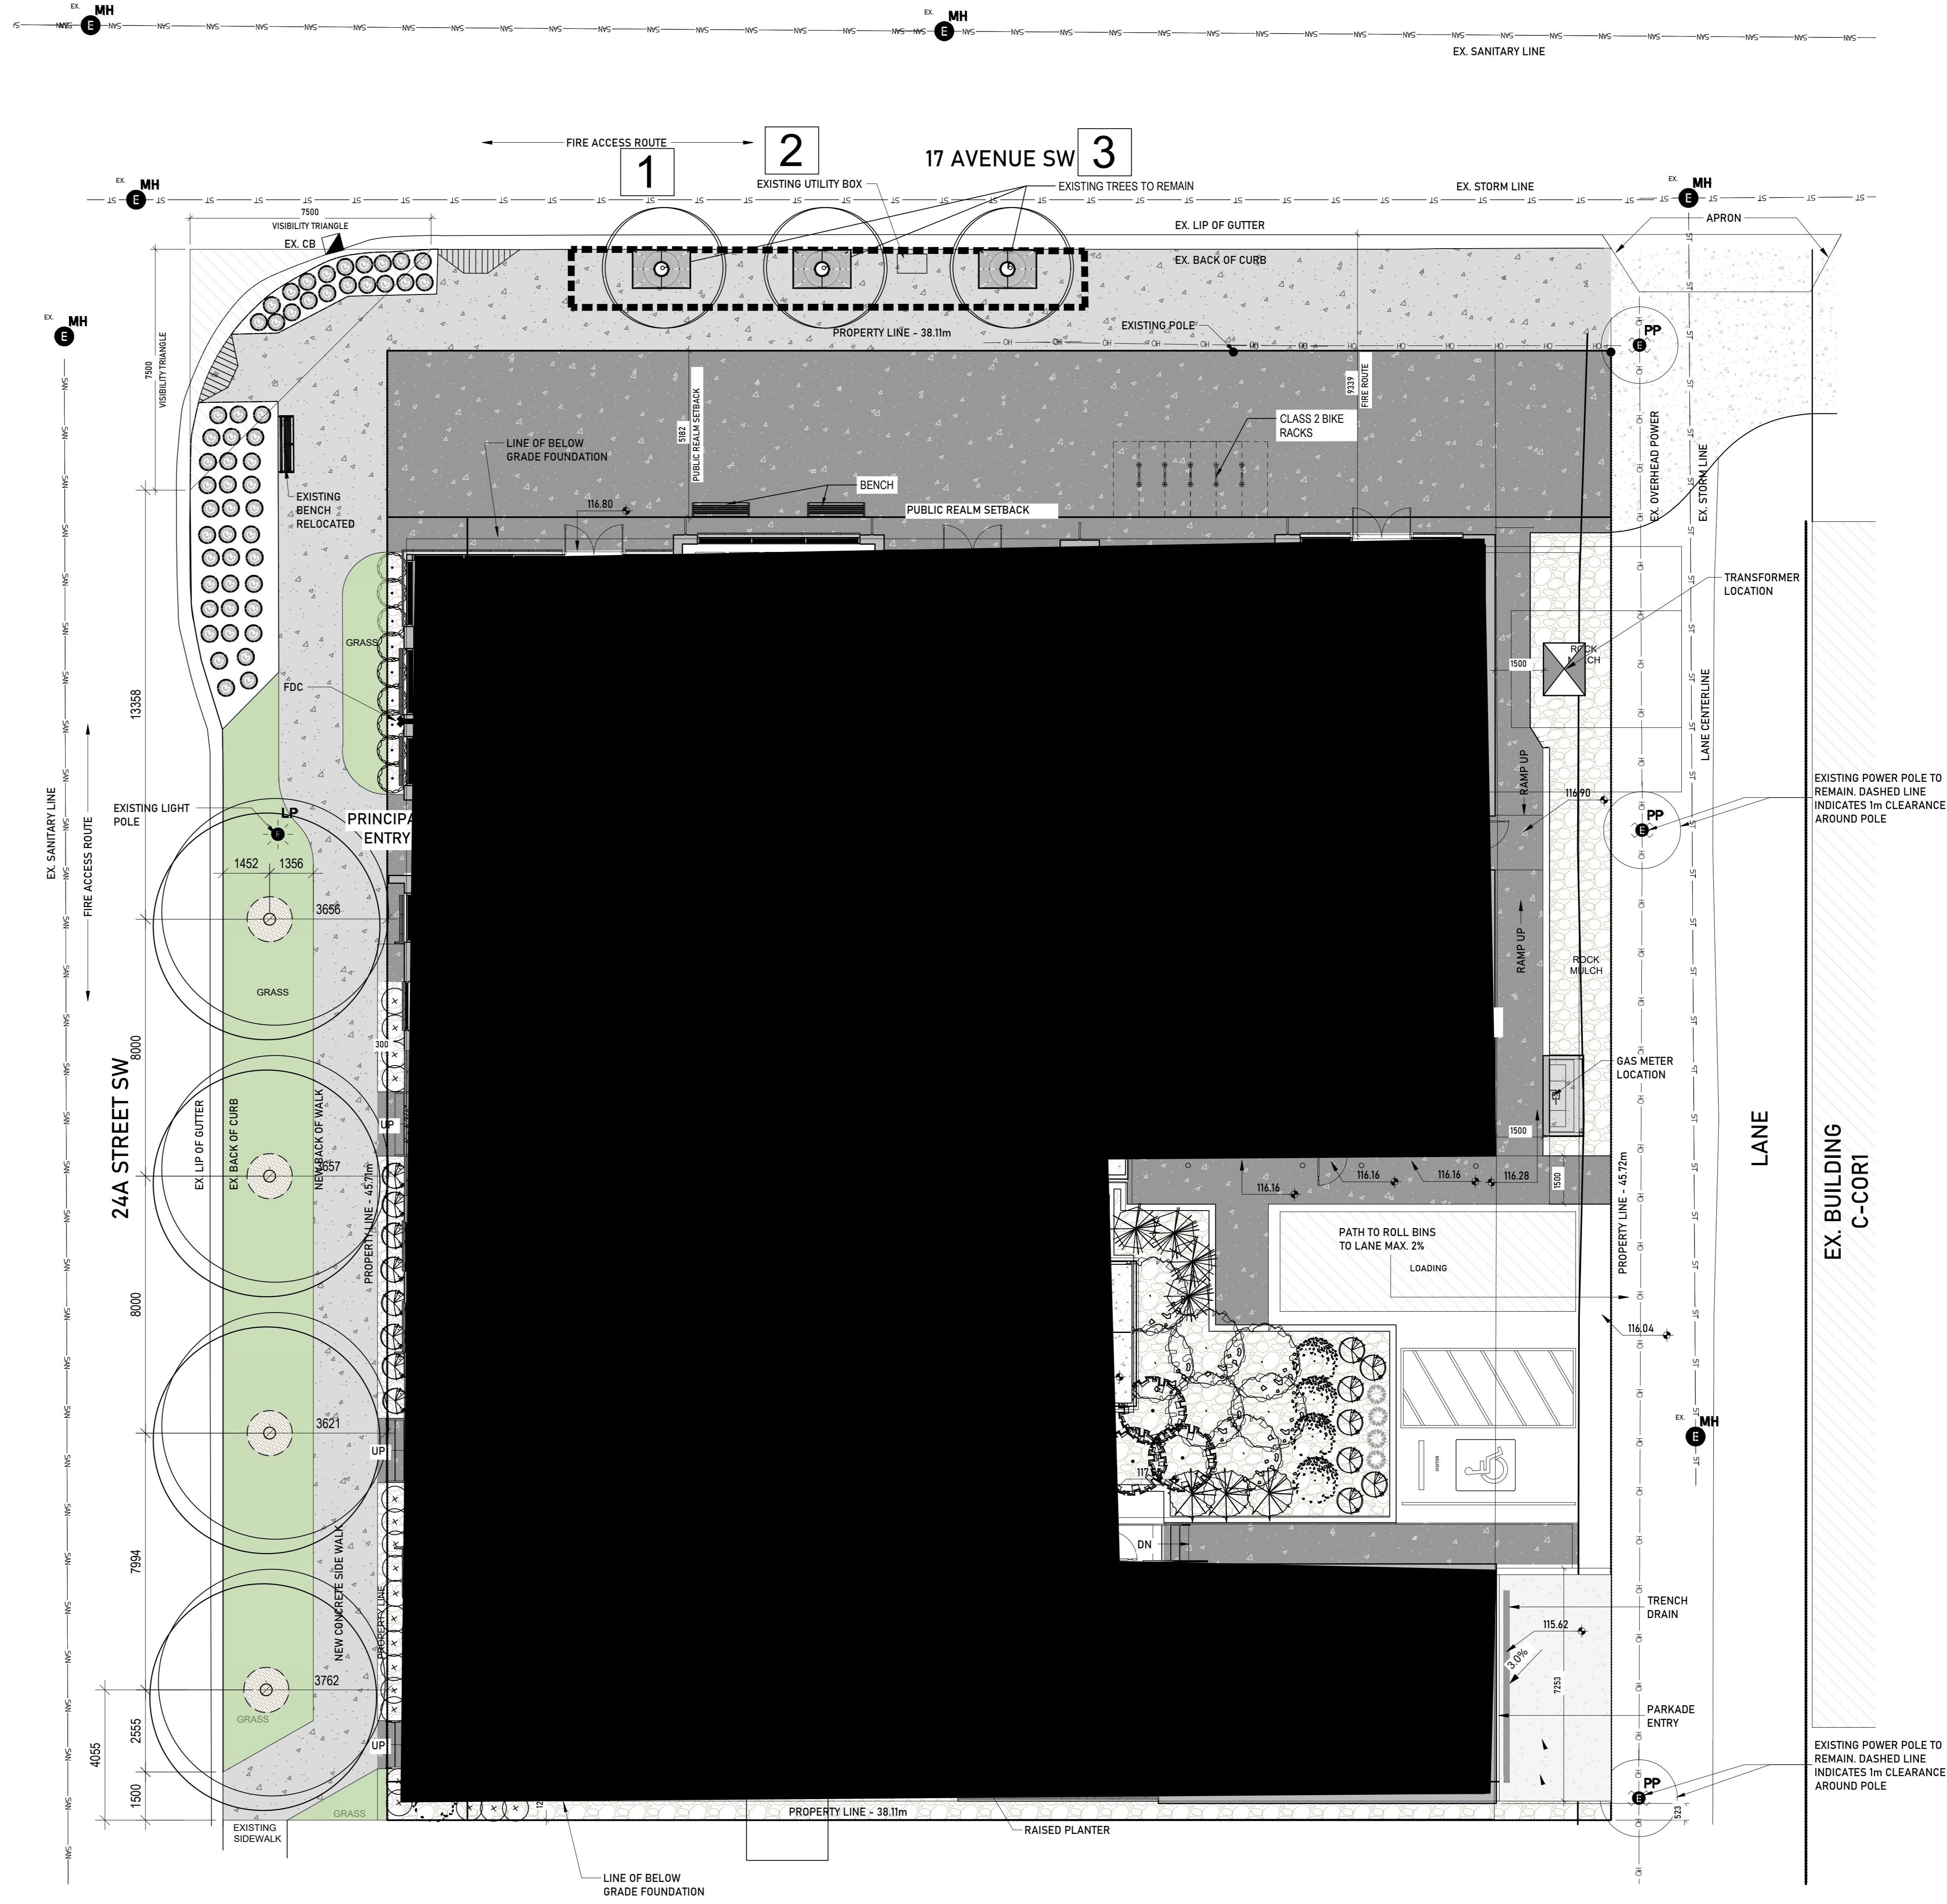 EX.
MH
E
EX.
MH
E
EX. SANITARY LINE
FIRE ACCESS ROUTE
1
2
17 AVENUE SW
3
EX.
MH
E
EXISTING UTILITY BOX
EXISTING TREES TO REMAIN
EX. STORM LINE
EX.
MH
E
7500
VISIBILITY TRIANGLE
EX. CB
EX. LIP OF GUTTER
APRON
EX. BACK OF CURB
EX.
MH
E
7500
VISIBILITY TRIANGLE
PROPERTY LINE - 38.11m
EXISTING POLE
PP
E
5182
PUBLIC REALM SETBACK
9339
FIRE ROUTE
CLASS 2 BIKE
RACKS
LINE OF BELOW
GRADE FOUNDATION
EX. OVERHEAD POWER
EX. STORM LINE
EXISTING
BENCH
RELOCATED
BENCH
116.80
PUBLIC REALM SETBACK
TRANSFORMER
LOCATION
GRASS
1500
FDC
13358
LANE CENTERLINE
RAMP UP
116.90
EXISTING POWER POLE TO
REMAIN. DASHED LINE
INDICATES 1m CLEARANCE
AROUND POLE
EXISTING LIGHT
POLE
LP
E
PRINCIPA
ENTRY
PP
E
EX. SANITARY LINE
FIRE ACCESS ROUTE
1452
1356
3656
RAMP UP
ROCK
MULCH
GRASS
8000
300
24A STREET SW
EX LIP OF GUTTER
EX BACK OF CURB
NEW BACK OF WALK
UP
3657
PROPERTY LINE - 45.71m
GAS METER
LOCATION
1500
LANE
EX. BUILDING
C-COR1
116.16
116.16
116.16
116.28
1500
PROPERTY LINE - 45.72m
PATH TO ROLL BINS
TO LANE MAX. 2%
LOADING
8000
116.04
3621
UP
EX.
MH
E
VISITOR
DN
7994
NEW CONCRETE SIDE WALK
PROPERTY LINE
TRENCH
DRAIN
115.62
3.0%
7253
3762
GRASS
PARKADE
ENTRY
4055
2555
UP
EXISTING POWER POLE TO
REMAIN. DASHED LINE
INDICATES 1m CLEARANCE
AROUND POLE
1500
PP
E
523
GRASS
PROPERTY LINE - 38.11m
EXISTING
SIDEWALK
RAISED PLANTER
LINE OF BELOW
GRADE FOUNDATION